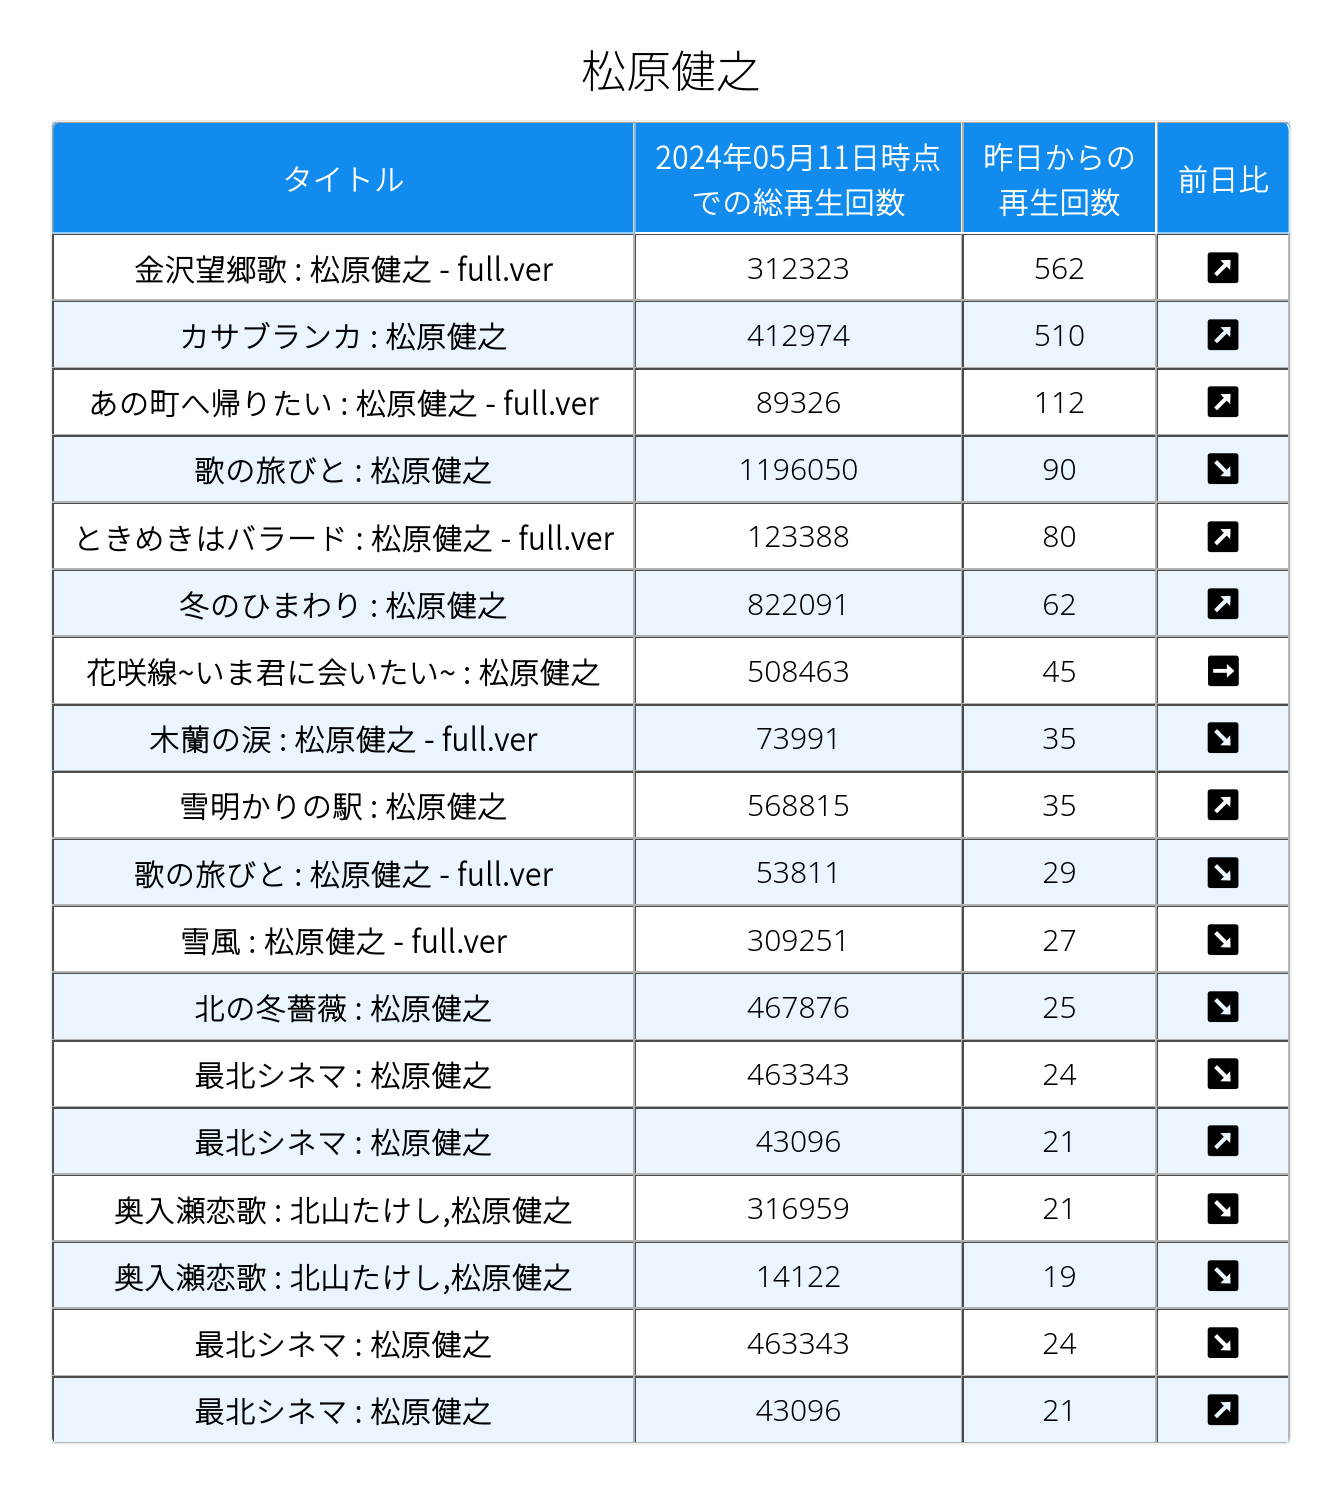 松原健之
タイトル
2024年05月11日時点
での総再生回数
昨日からの
再生回数
前日比
金沢望郷歌 : 松原健之 - full.ver 312323 562 ↗
カサブランカ : 松原健之 412974 510 ↗
あの町へ帰りたい : 松原健之 - full.ver 89326 112 ↗
歌の旅びと : 松原健之 1196050 90 ↘
ときめきはバラード : 松原健之 - full.ver 123388 80 ↗
冬のひまわり : 松原健之 822091 62 ↗
花咲線~いま君に会いたい~ : 松原健之 508463 45 →
木蘭の涙 : 松原健之 - full.ver 73991 35 ↘
雪明かりの駅 : 松原健之 568815 35 ↗
歌の旅びと : 松原健之 - full.ver 53811 29 ↘
雪風 : 松原健之 - full.ver 309251 27 ↘
北の冬薔薇 : 松原健之 467876 25 ↘
最北シネマ : 松原健之 463343 24 ↘
最北シネマ : 松原健之 43096 21 ↗
奥入瀬恋歌 : 北山たけし,松原健之 316959 21 ↘
奥入瀬恋歌 : 北山たけし,松原健之 14122 19 ↘
最北シネマ : 松原健之 463343 24 ↘
最北シネマ : 松原健之 43096 21 ↗